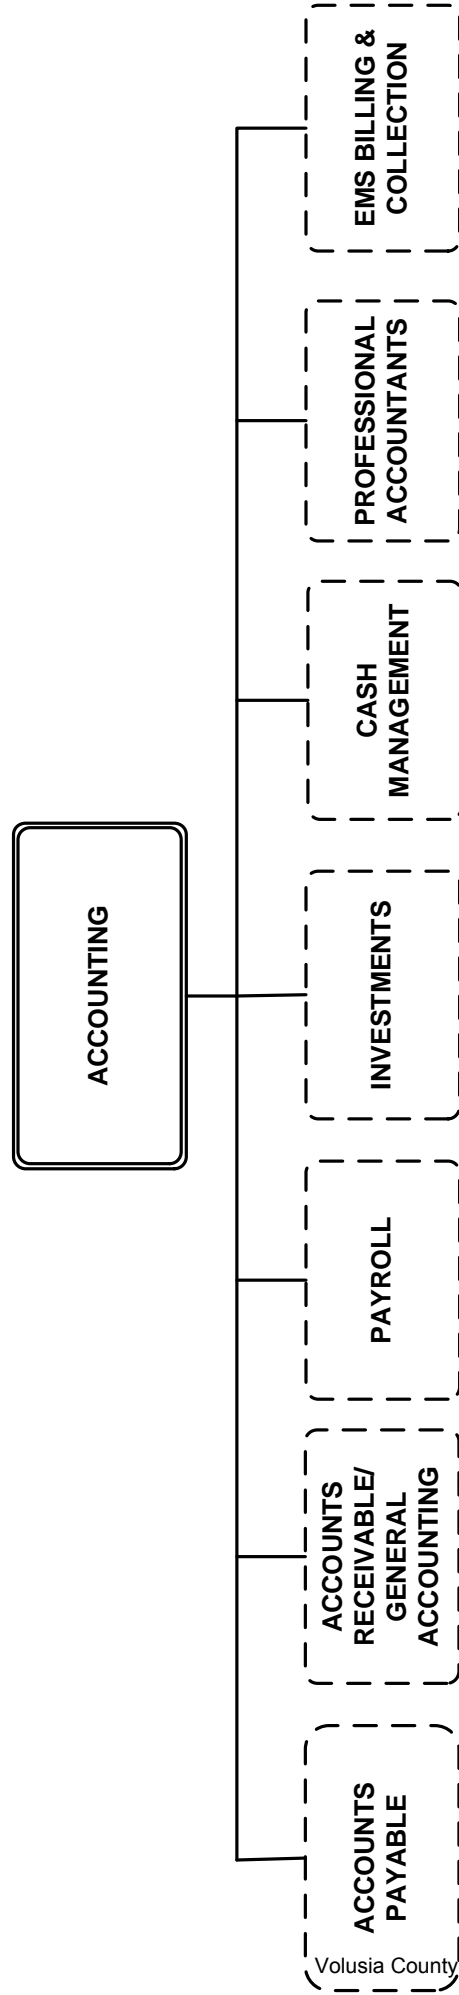 ACCOUNTING
ACCOUNTS
PAYABLE
ACCOUNTS
RECEIVABLE/
GENERAL
ACCOUNTING
PAYROLL
INVESTMENTS
CASH
MANAGEMENT
PROFESSIONAL
ACCOUNTANTS
EMS BILLING &
COLLECTION
Volusia County